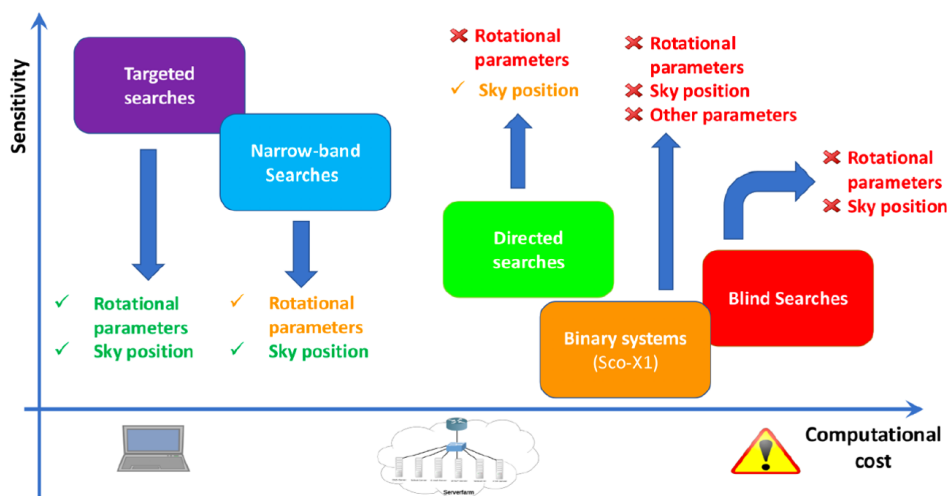 Sensitivity
Targeted
searches
Narrow-band
Searches
✓ Rotational
parameters
✓ Sky position
✓ Rotational
parameters
✓ Sky position
✖ Rotational
parameters
✓ Sky position
Directed
searches
✖ Rotational
parameters
✖ Sky position
✖ Other parameters
Binary systems
(Sco-X1)
✖ Rotational
parameters
✖ Sky position
Blind Searches
Serverfarm
Computational
cost